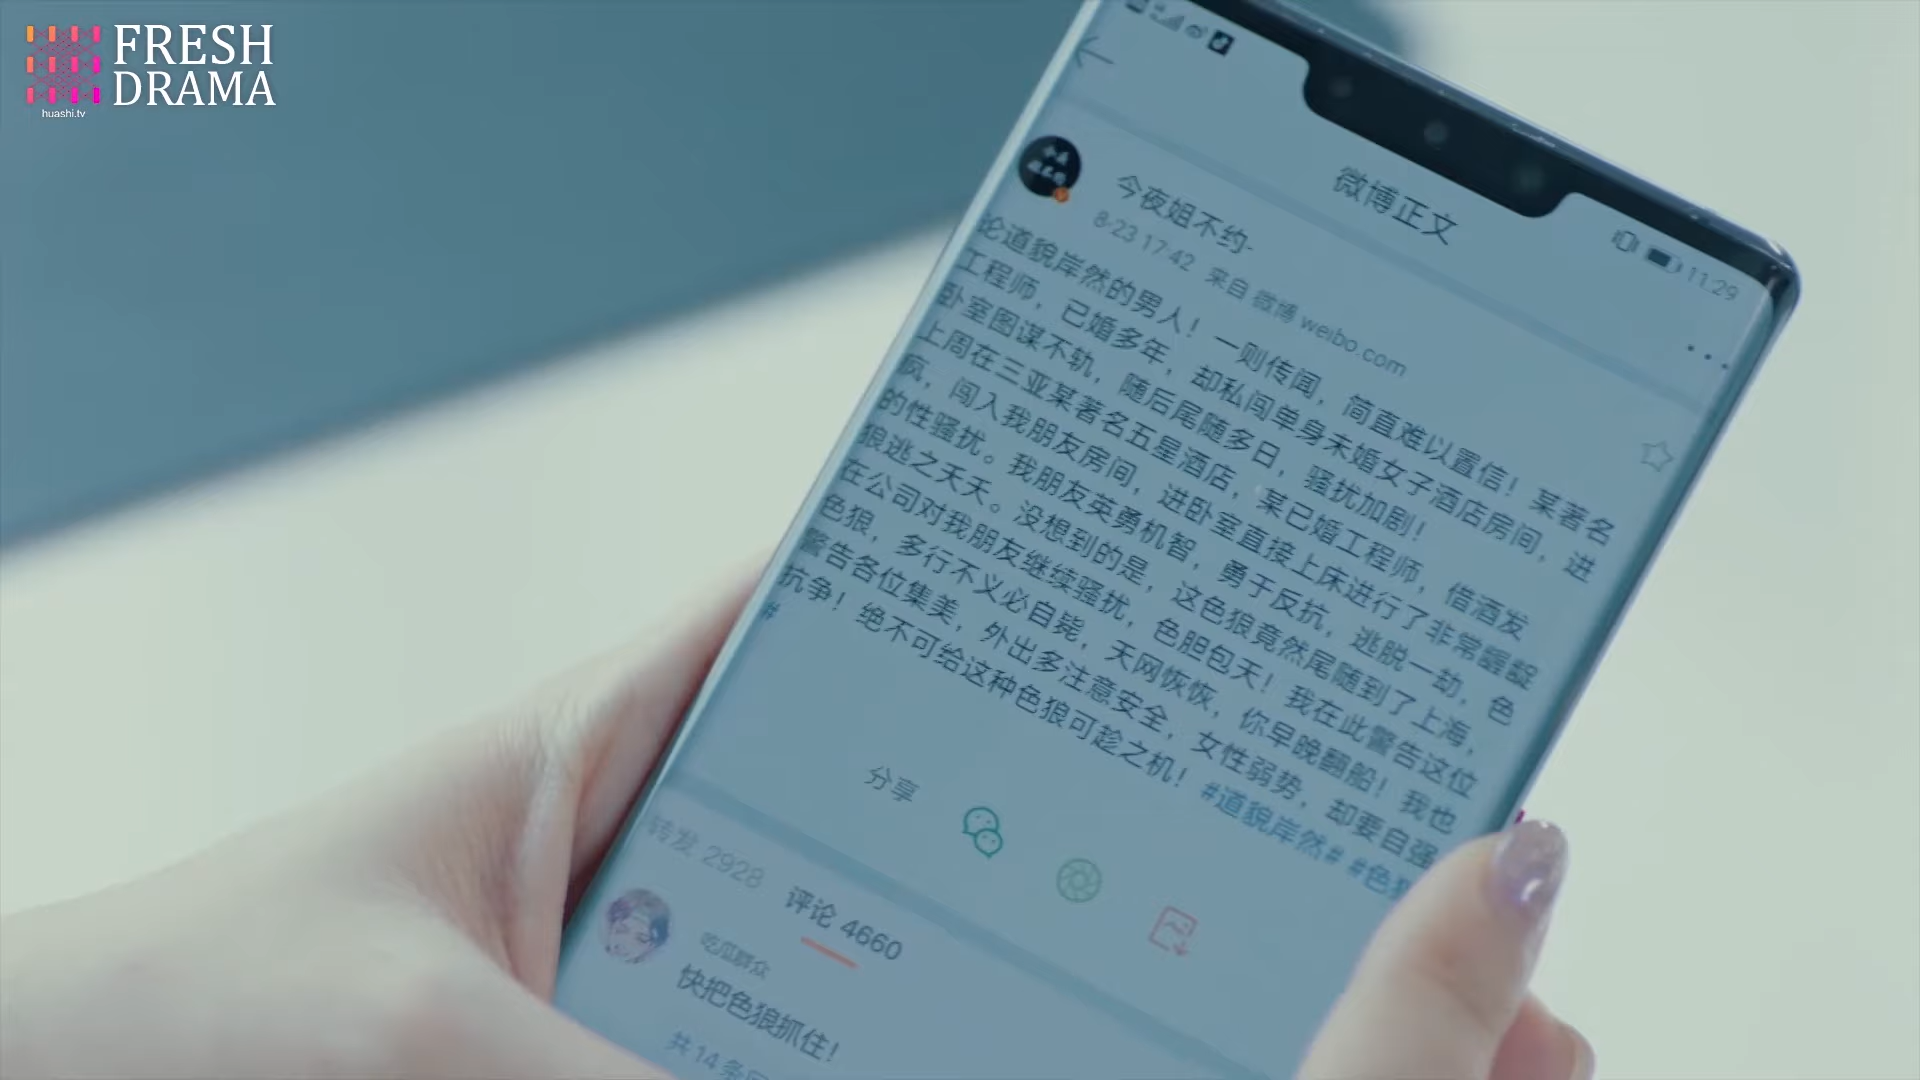 FRESH
DRAMA
huashi.tv
11:29
微博正文
今夜姐不约-
8-23 17:42 来自 微博 weibo.com
论道貌岸然的男人！一则传闻，简直难以置信！某著名
工程师，已婚多年，却私闯单身未婚女子酒店房间，进
卧室图谋不轨，随后尾随多日，骚扰加剧！
上周在三亚某著名五星酒店，某已婚工程师，借酒发
疯，闯入我朋友房间，进卧室直接上床进行了非常龌龊
的性骚扰。我朋友英勇机智，勇于反抗，逃脱一劫，色
狼逃之夭夭。没想到的是，这色狼竟然尾随到了上海，
在公司对我朋友继续骚扰，色胆包天！我在此警告这位
色狼，多行不义必自毙，天网恢恢，你早晚翻船！我也
警告各位集美，外出多注意安全，女性弱势，却要自强
抗争！绝不可给这种色狼可趁之机！#道貌岸然# #色狼
#
分享
转发 2928 评论 4660
吃瓜群众
快把色狼抓住！
共14条